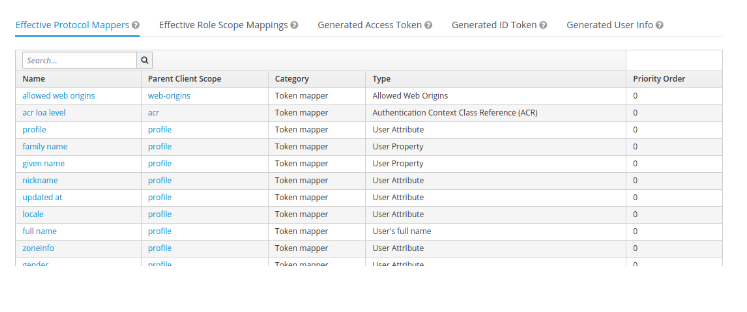 Effective Protocol Mappers Effective Role Scope Mappings Generated Access Token Generated ID Token Generated User Info
Search...
Name Parent Client Scope Category Type Priority Order
allowed web origins web-origins Token mapper Allowed Web Origins 0
acr loa level acr Token mapper Authentication Context Class Reference (ACR) 0
profile profile Token mapper User Attribute 0
family name profile Token mapper User Property 0
given name profile Token mapper User Property 0
nickname profile Token mapper User Attribute 0
updated at profile Token mapper User Attribute 0
locale profile Token mapper User Attribute 0
full name profile Token mapper User's full name 0
zoneinfo profile Token mapper User Attribute 0
gender profile Token mapper User Attribute 0